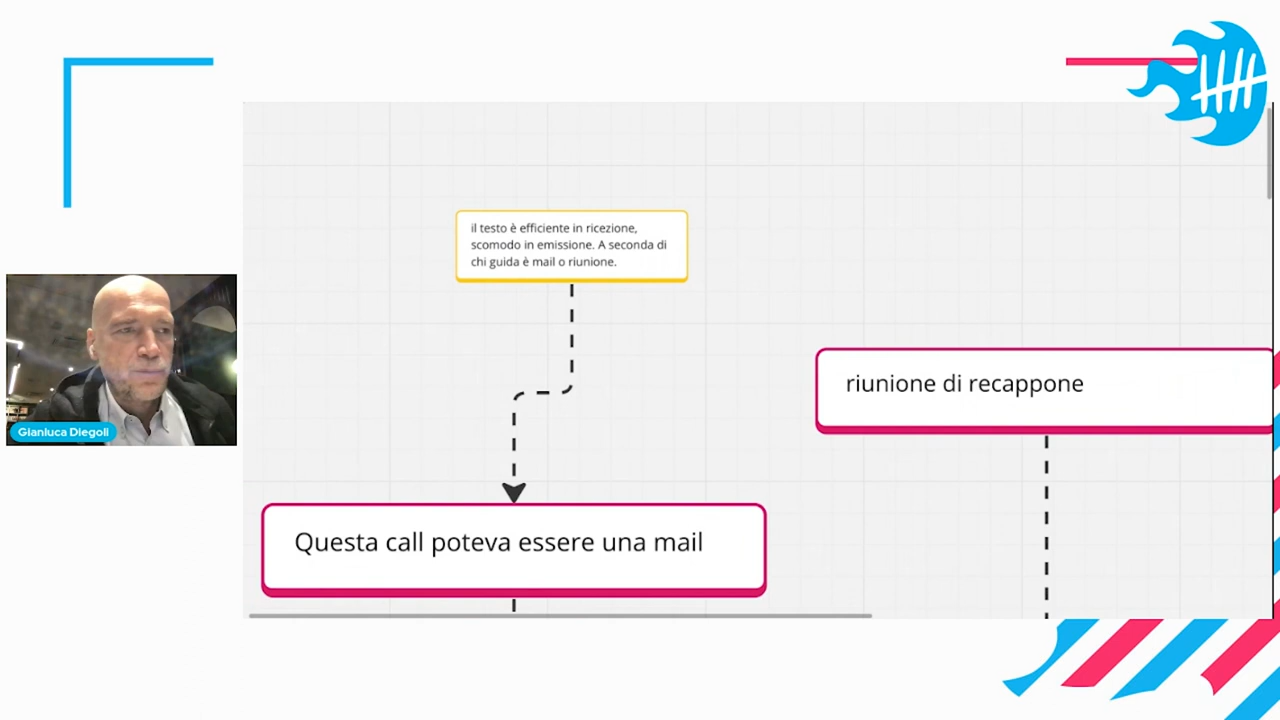 il testo è efficiente in ricezione,
scomodo in emissione. A seconda di
chi guida è mail o riunione.
riunione di recappone
Gianluca Diegoli
Questa call poteva essere una mail